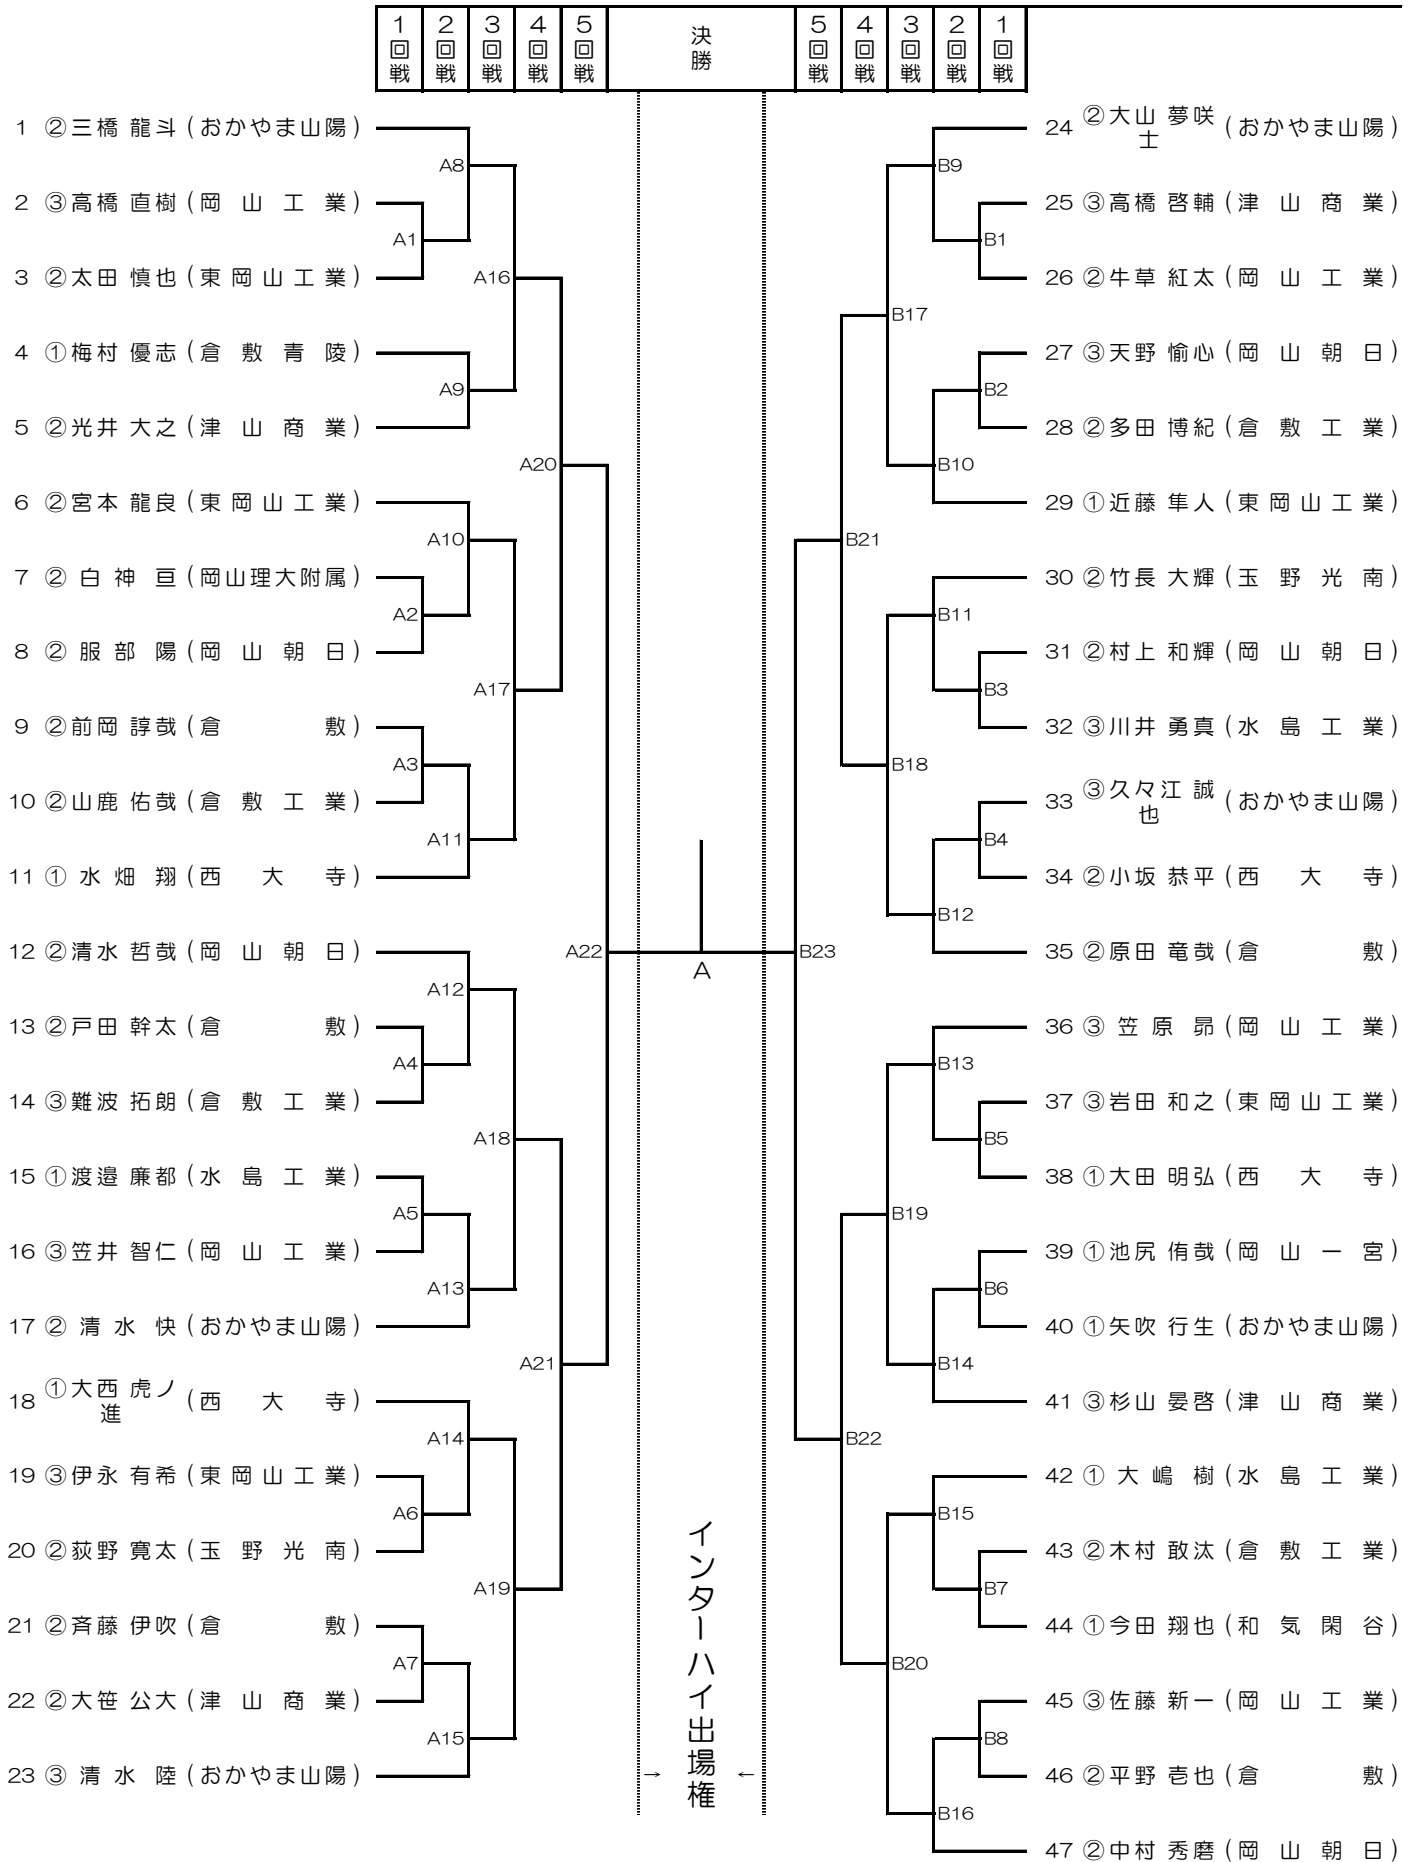 1回戦 2回戦 3回戦 4回戦 5回戦 決勝 5回戦 4回戦 3回戦 2回戦 1回戦
1 ②三橋 龍斗 (おかやま山陽)
2 ③高橋 直樹 (岡山工業)
3 ②太田 慎也 (東岡山工業)
4 ①梅村 優志 (倉敷青陵)
5 ②光井 大之 (津山商業)
6 ②宮本 龍良 (東岡山工業)
7 ②白神 亘 (岡山理大附属)
8 ②服部 陽 (岡山朝日)
9 ②前岡 諄哉 (倉敷)
10 ②山鹿 佑哉 (倉敷工業)
11 ①水畑 翔 (西大寺)
12 ②清水 哲哉 (岡山朝日)
13 ②戸田 幹太 (倉敷)
14 ③難波 拓朗 (倉敷工業)
15 ①渡邉 廉都 (水島工業)
16 ③笠井 智仁 (岡山工業)
17 ②清水 快 (おかやま山陽)
18 ①大西 虎ノ進 (西大寺)
19 ③伊永 有希 (東岡山工業)
20 ②荻野 寛太 (玉野光南)
21 ②斉藤 伊吹 (倉敷)
22 ②大笹 公大 (津山商業)
23 ③清水 陸 (おかやま山陽)
A1
A2
A3
A4
A5
A6
A7
A8
A9
A10
A11
A12
A13
A14
A15
A16
A17
A18
A19
A20
A21
A22
A
インターハイ出場権
→ ←
B23
B21
B22
B17
B18
B19
B20
B9
B10
B11
B12
B13
B14
B15
B16
B1
B2
B3
B4
B5
B6
B7
B8
24 ②大山 夢咲士 (おかやま山陽)
25 ③高橋 啓輔 (津山商業)
26 ②牛草 紅太 (岡山工業)
27 ③天野 愉心 (岡山朝日)
28 ②多田 博紀 (倉敷工業)
29 ①近藤 隼人 (東岡山工業)
30 ②竹長 大輝 (玉野光南)
31 ②村上 和輝 (岡山朝日)
32 ③川井 勇真 (水島工業)
33 ③久々江 誠也 (おかやま山陽)
34 ②小坂 恭平 (西大寺)
35 ②原田 竜哉 (倉敷)
36 ③笠原 昴 (岡山工業)
37 ③岩田 和之 (東岡山工業)
38 ①大田 明弘 (西大寺)
39 ①池尻 侑哉 (岡山一宮)
40 ①矢吹 行生 (おかやま山陽)
41 ③杉山 晏啓 (津山商業)
42 ①大嶋 樹 (水島工業)
43 ②木村 敢汰 (倉敷工業)
44 ①今田 翔也 (和気閑谷)
45 ③佐藤 新一 (岡山工業)
46 ②平野 壱也 (倉敷)
47 ②中村 秀磨 (岡山朝日)